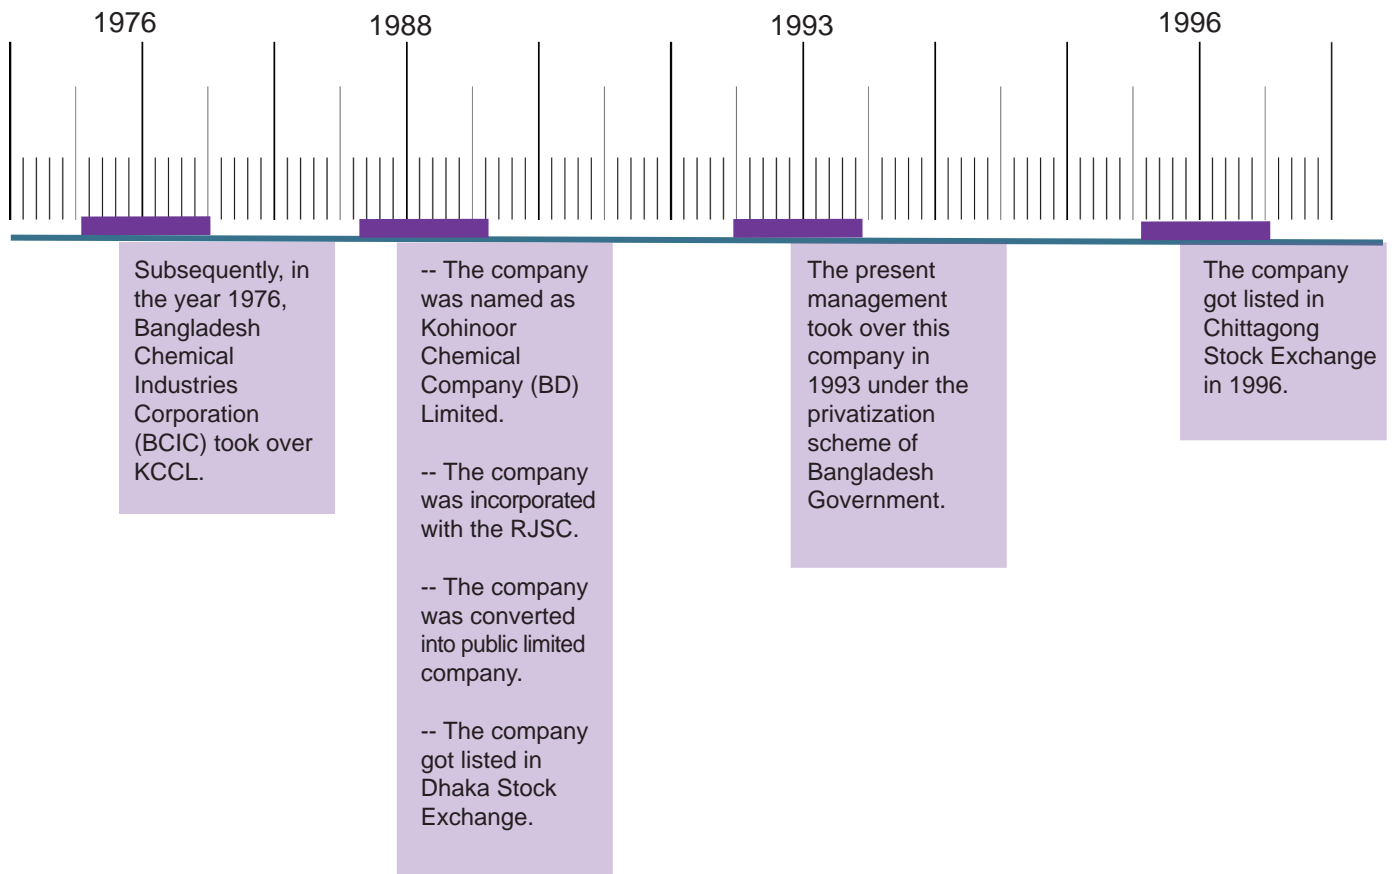 1976
1988
1993
1996
Subsequently, in
the year 1976,
Bangladesh
Chemical
Industries
Corporation
(BCIC) took over
KCCL.
-- The company
was named as
Kohinoor
Chemical
Company (BD)
Limited.
-- The company
was incorporated
with the RJSC.
-- The company
was converted
into public limited
company.
-- The company
got listed in
Dhaka Stock
Exchange.
The present
management
took over this
company in
1993 under the
privatization
scheme of
Bangladesh
Government.
The company
got listed in
Chittagong
Stock Exchange
in 1996.